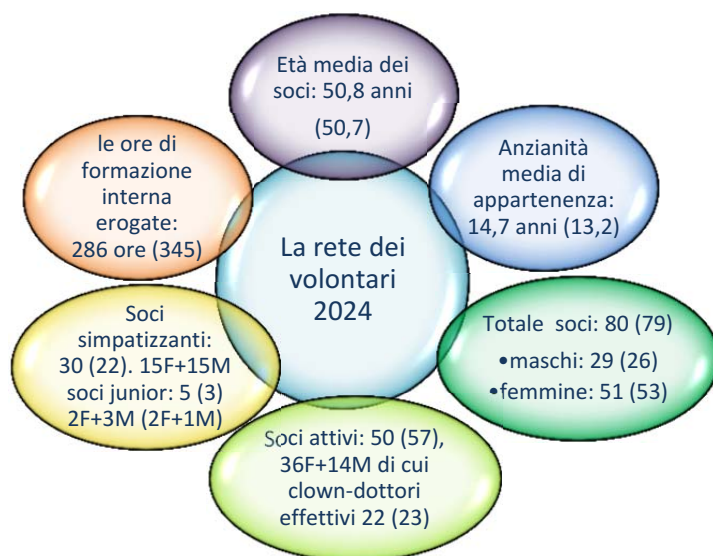 Età media dei
soci: 50,8 anni
(50,7)
le ore di
formazione
interna
erogate:
286 ore (345)
Anzianità
media di
appartenenza:
14,7 anni (13,2)
La rete dei
volontari
2024
Soci
simpatizzanti:
30 (22). 15F+15M
soci junior: 5 (3)
2F+3M (2F+1M)
Totale soci: 80 (79)
•maschi: 29 (26)
•femmine: 51 (53)
Soci attivi: 50 (57),
36F+14M di cui
clown-dottori
effettivi 22 (23)